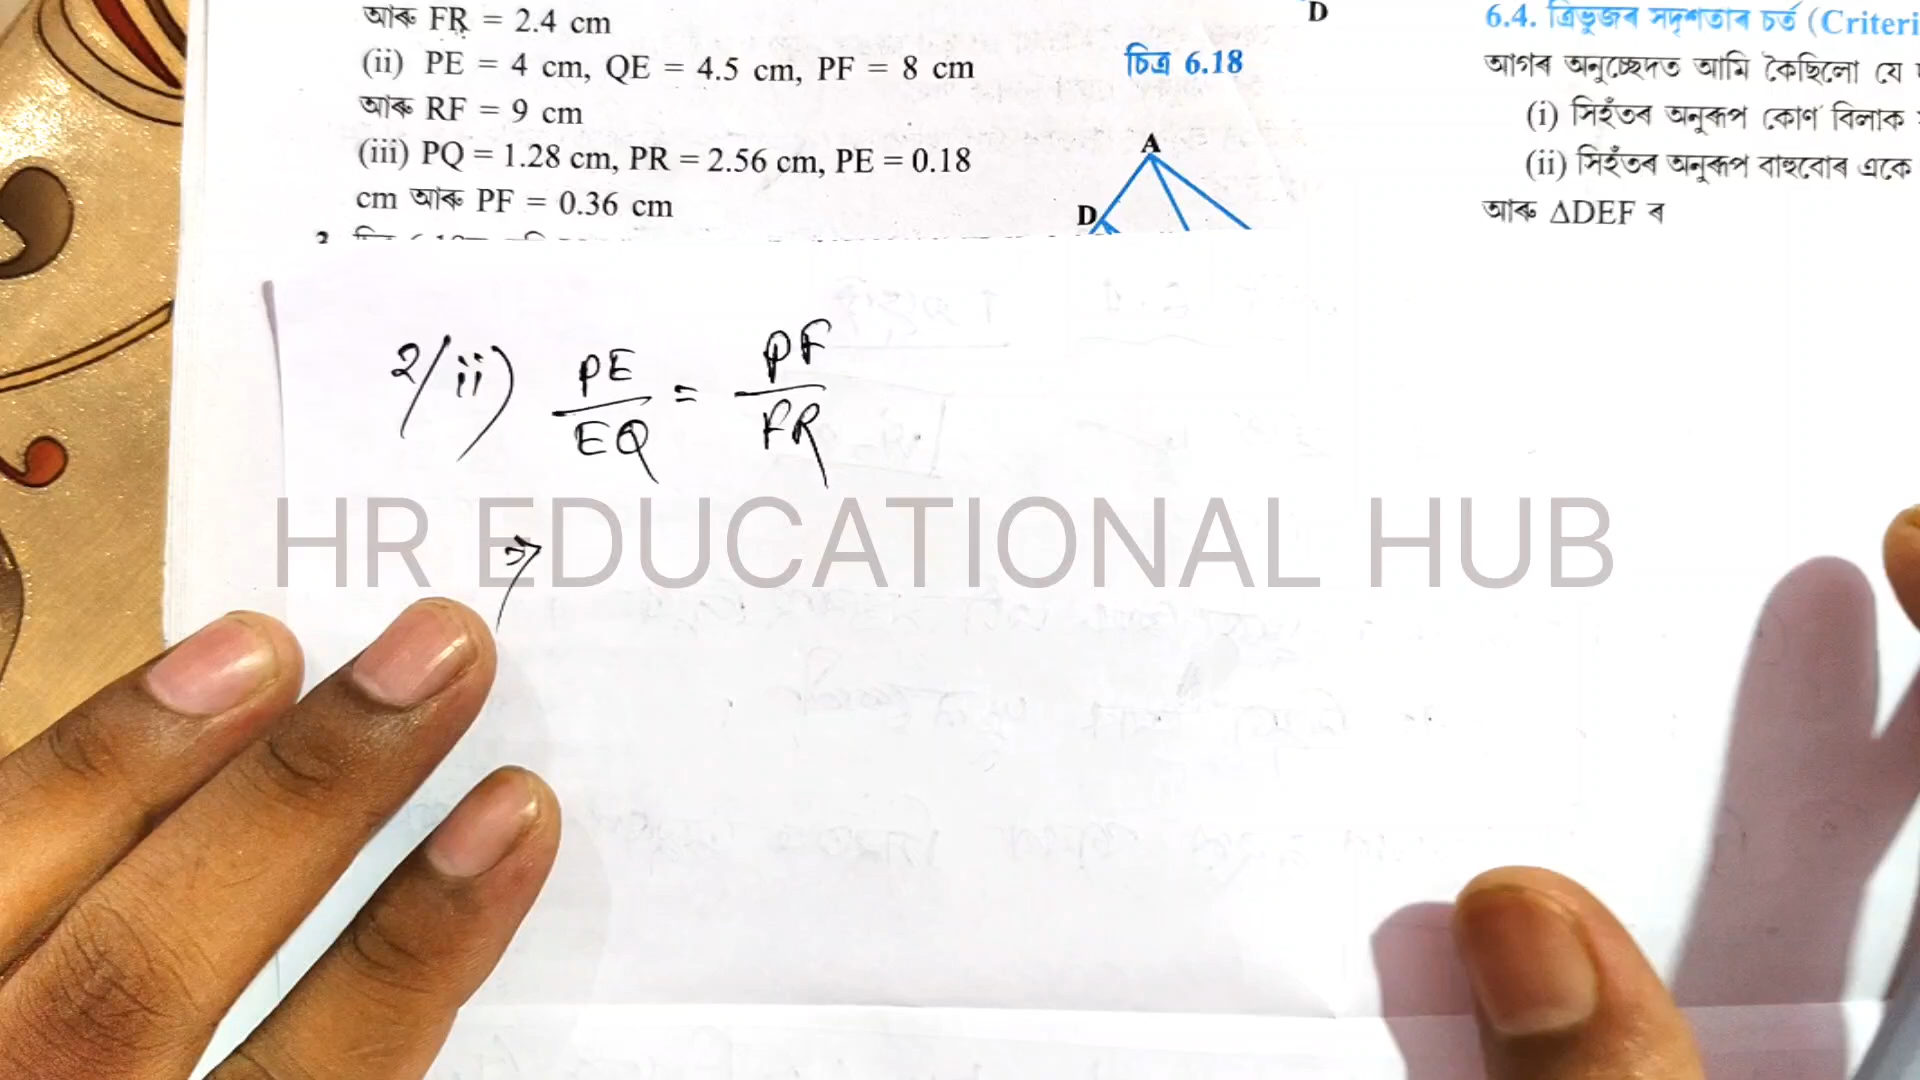 আৰু FR = 2.4 cm
(ii) PE = 4 cm, QE = 4.5 cm, PF = 8 cm
আৰু RF = 9 cm
(iii) PQ = 1.28 cm, PR = 2.56 cm, PE = 0.18
cm আৰু PF = 0.36 cm
D
চিত্ৰ 6.18
A
D
6.4. ত্ৰিভুজৰ সদৃশতাৰ চৰ্ত (Criteri
আগৰ অনুচ্ছেদত আমি কৈছিলো যে
(i) সিহঁতৰ অনুৰূপ কোণ বিলাক
(ii) সিহঁতৰ অনুৰূপ বাহুবোৰ একে
আৰু ΔDEF ৰ
2/ii) PE/EQ = PF/FR
⇒
HR EDUCATIONAL HUB